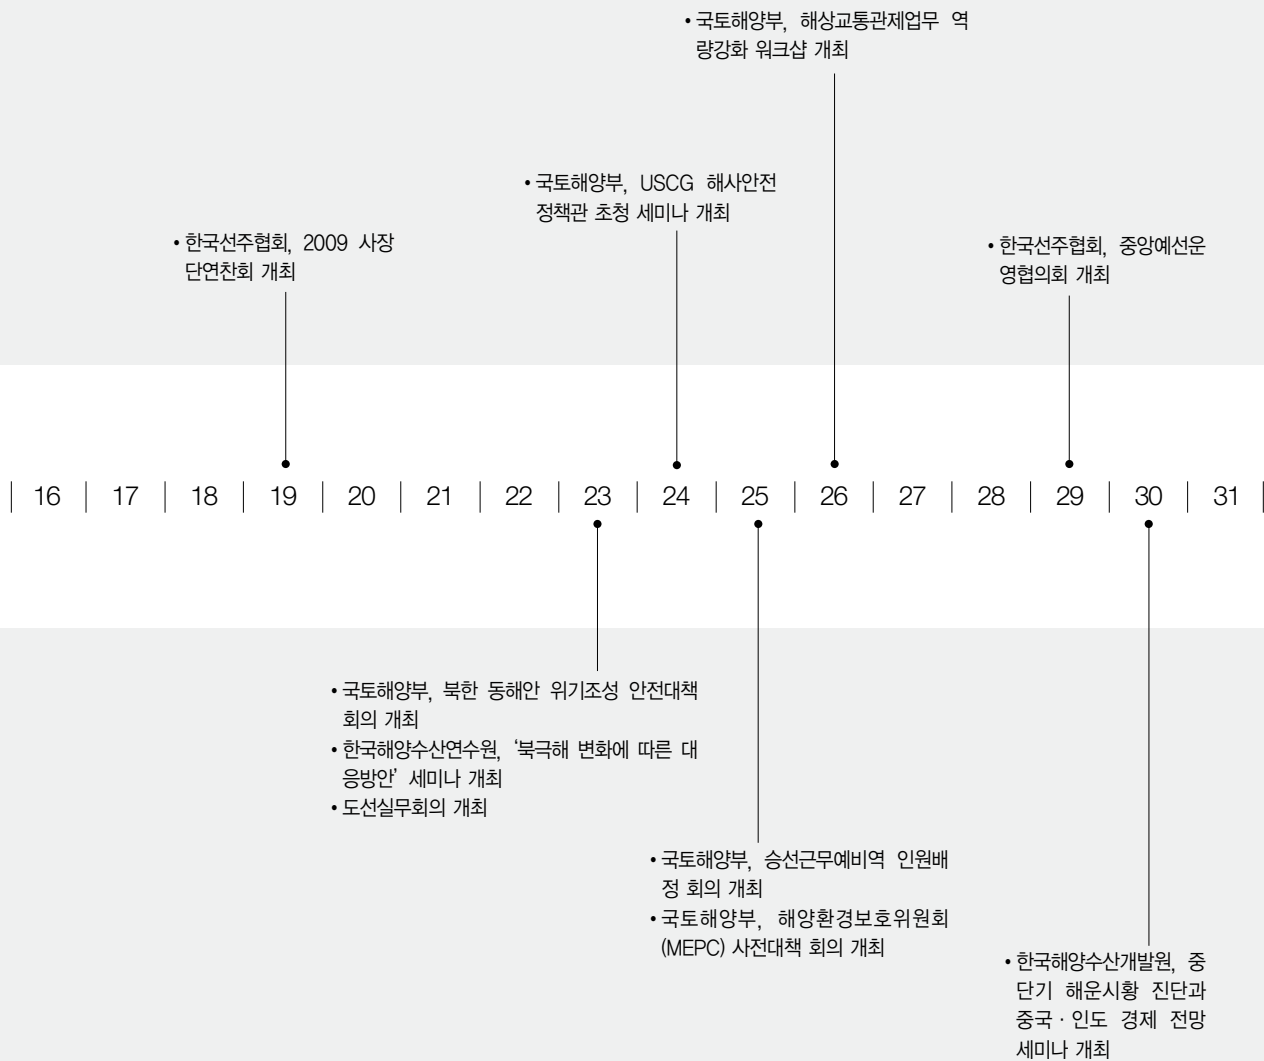 • 국토해양부, 해상교통관제업무 역
량강화 워크샵 개최
• 국토해양부, USCG 해사안전
정책관 초청 세미나 개최
• 한국선주협회, 2009 사장
단연찬회 개최
• 한국선주협회, 중앙예선운
영협의회 개최
16 17 18 19 20 21 22 23 24 25 26 27 28 29 30 31
• 국토해양부, 북한 동해안 위기조성 안전대책
회의 개최
• 한국해양수산연수원, ‘북극해 변화에 따른 대
응방안’ 세미나 개최
• 도선실무회의 개최
• 국토해양부, 승선근무예비역 인원배
정 회의 개최
• 국토해양부, 해양환경보호위원회
(MEPC) 사전대책 회의 개최
• 한국해양수산개발원, 중
단기 해운시황 진단과
중국 · 인도 경제 전망
세미나 개최